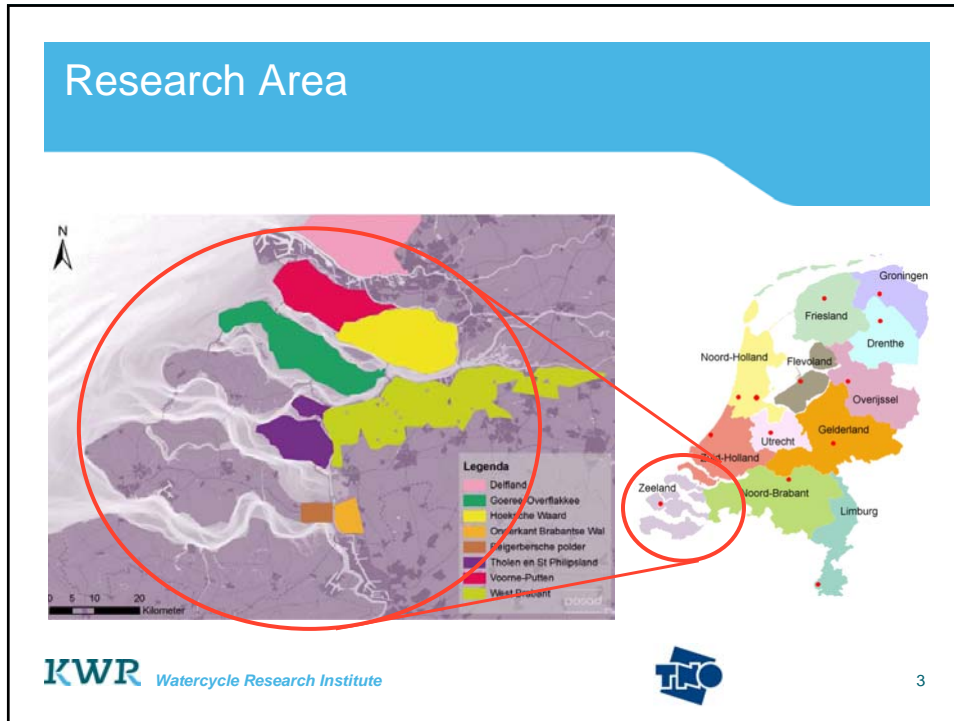 Research Area
N
Legenda
Delfland
Goeree-Overflakkee
Hoeksche Waard
Onderkant Brabantse Wal
Reigerbersche polder
Tholen en St Philipsland
Voorne-Putten
West Brabant
0 5 10 20
Kilometer
Groningen
Friesland
Drenthe
Noord-Holland
Flevoland
Overijssel
Gelderland
Utrecht
Zuid-Holland
Zeeland
Noord-Brabant
Limburg
KWR Watercycle Research Institute
TNO
3